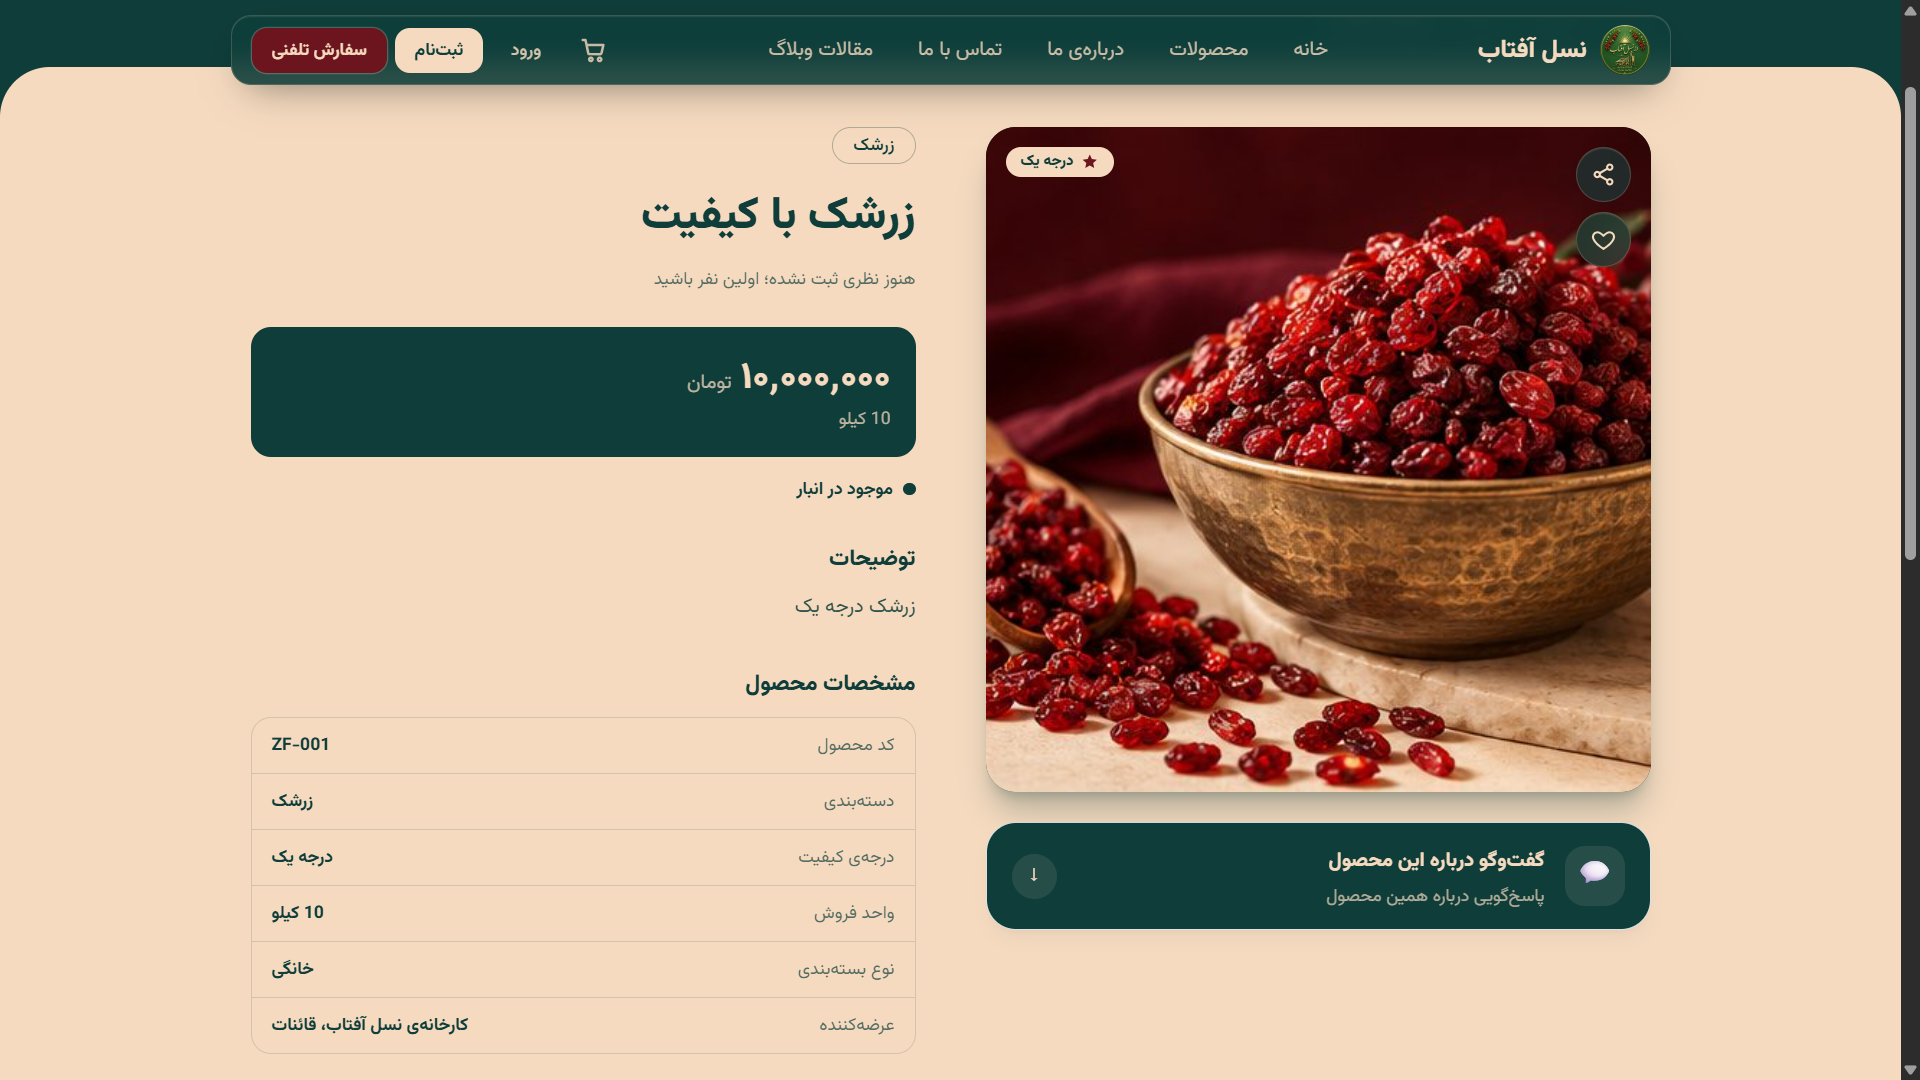 نسل آفتاب
خانه
محصولات
درباره‌ی ما
تماس با ما
مقالات وبلاگ
ورود
ثبت‌نام
سفارش تلفنی
درجه یک
زرشک
زرشک با کیفیت
هنوز نظری ثبت نشده؛ اولین نفر باشید
۱۰,۰۰۰,۰۰۰ تومان
10 کیلو
موجود در انبار
توضیحات
زرشک درجه یک
مشخصات محصول
کد محصول ZF-001
دسته‌بندی زرشک
درجه‌ی کیفیت درجه یک
واحد فروش 10 کیلو
نوع بسته‌بندی خانگی
عرضه‌کننده کارخانه‌ی نسل آفتاب، قائنات
گفت‌وگو درباره این محصول
پاسخ‌گویی درباره همین محصول